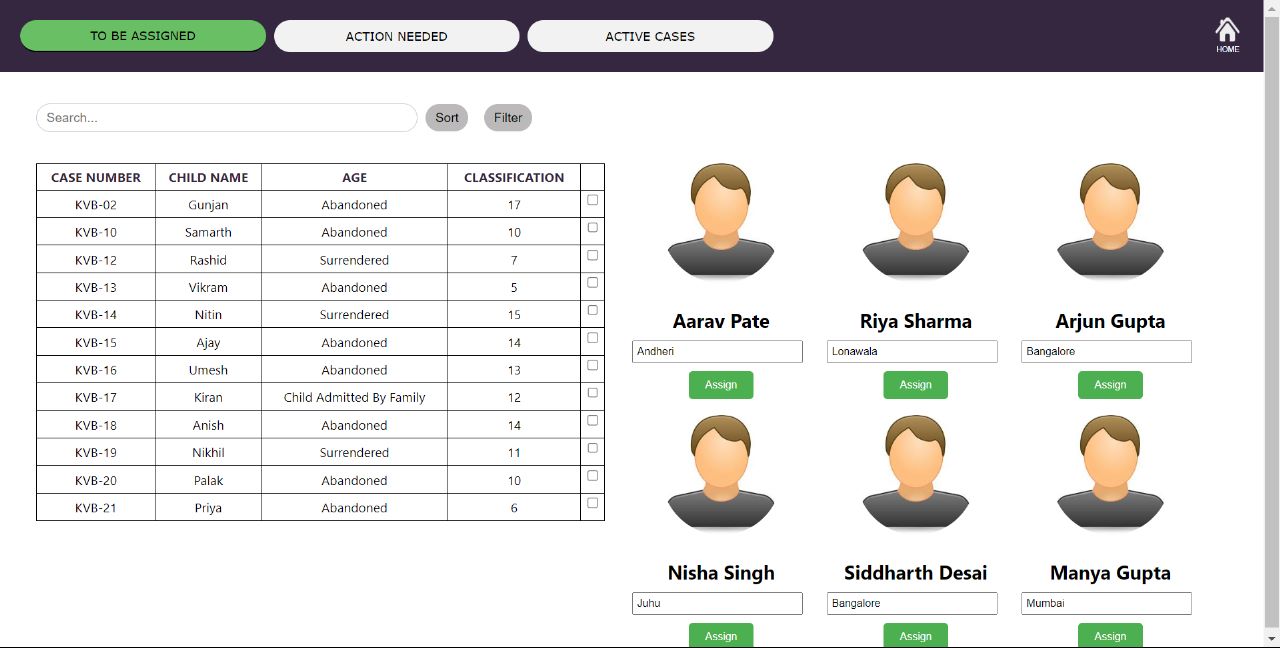 TO BE ASSIGNED ACTION NEEDED ACTIVE CASES HOME
Search... Sort Filter
CASE NUMBER CHILD NAME AGE CLASSIFICATION
KVB-02 Gunjan Abandoned 17
KVB-10 Samarth Abandoned 10
KVB-12 Rashid Surrendered 7
KVB-13 Vikram Abandoned 5
KVB-14 Nitin Surrendered 15
KVB-15 Ajay Abandoned 14
KVB-16 Umesh Abandoned 13
KVB-17 Kiran Child Admitted By Family 12
KVB-18 Anish Abandoned 14
KVB-19 Nikhil Surrendered 11
KVB-20 Palak Abandoned 10
KVB-21 Priya Abandoned 6
Aarav Pate Riya Sharma Arjun Gupta
Andheri Lonawala Bangalore
Assign Assign Assign
Nisha Singh Siddharth Desai Manya Gupta
Juhu Bangalore Mumbai
Assign Assign Assign